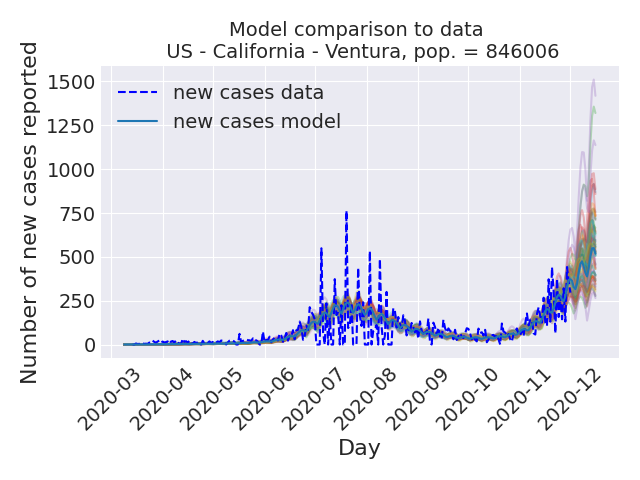 Model comparison to data
US - California - Ventura, pop. = 846006
Number of new cases reported
1500
1250
1000
750
500
250
0
new cases data
new cases model
2020-03
2020-04
2020-05
2020-06
2020-07
2020-08
2020-09
2020-10
2020-11
2020-12
Day